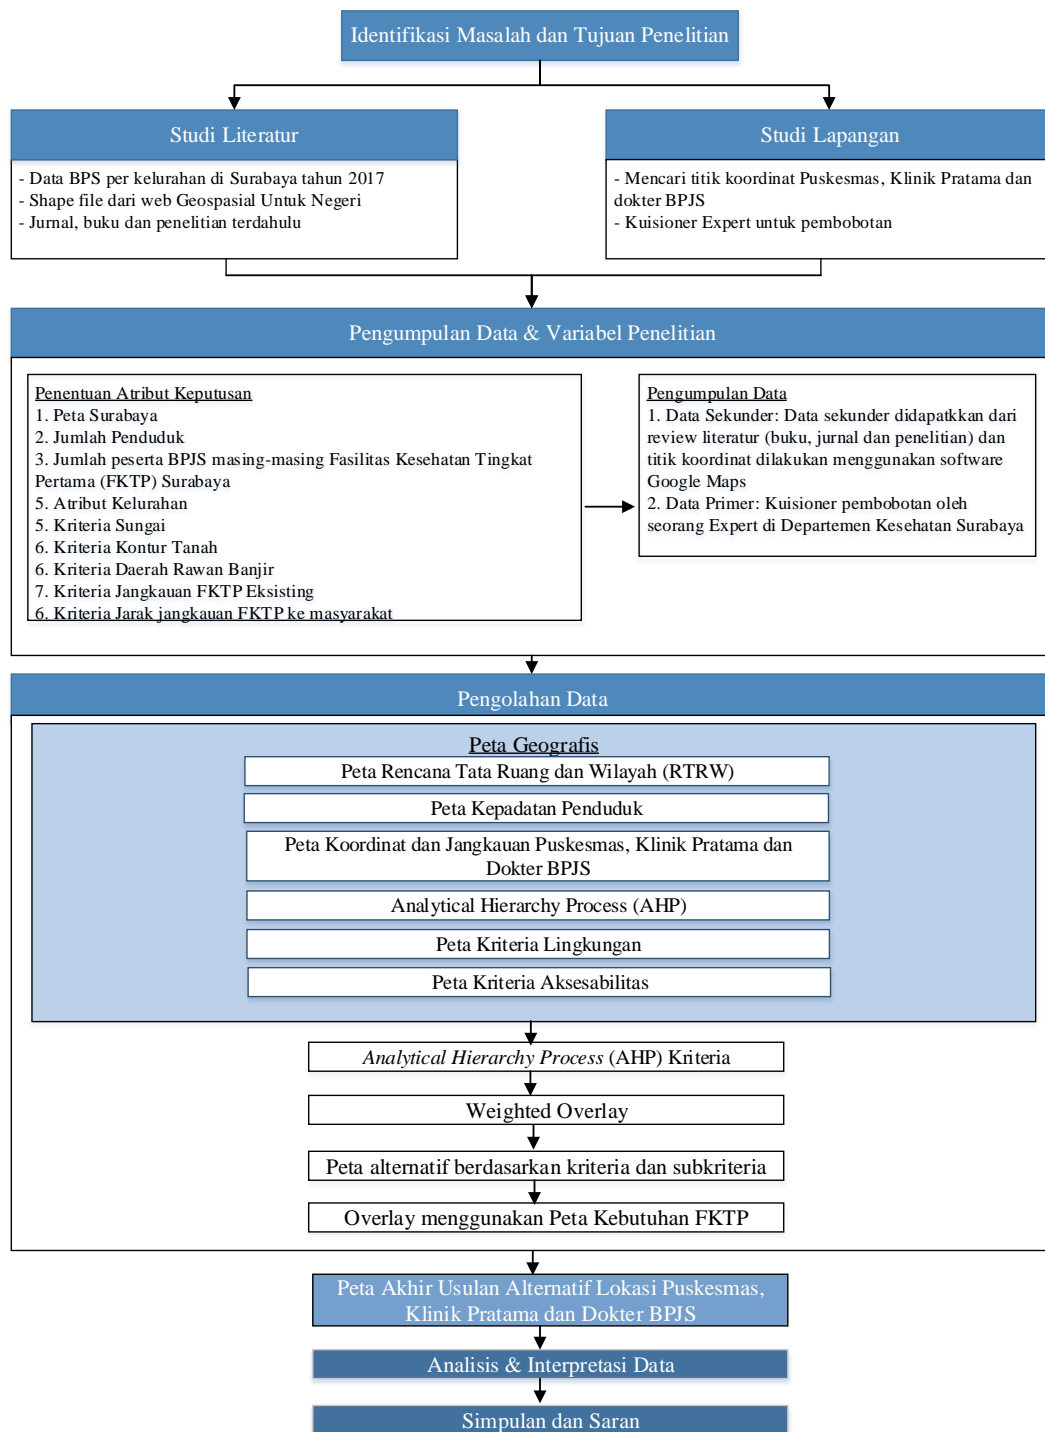 Identifikasi Masalah dan Tujuan Penelitian
Studi Literatur
- Data BPS per kelurahan di Surabaya tahun 2017
- Shape file dari web Geospasial Untuk Negeri
- Jurnal, buku dan penelitian terdahulu
Studi Lapangan
- Mencari titik koordinat Puskesmas, Klinik Pratama dan
dokter BPJS
- Kuisioner Expert untuk pembobotan
Pengumpulan Data & Variabel Penelitian
Penentuan Atribut Keputusan
1. Peta Surabaya
2. Jumlah Penduduk
3. Jumlah peserta BPJS masing-masing Fasilitas Kesehatan Tingkat
Pertama (FKTP) Surabaya
5. Atribut Kelurahan
5. Kriteria Sungai
6. Kriteria Kontur Tanah
6. Kriteria Daerah Rawan Banjir
7. Kriteria Jangkauan FKTP Eksisting
6. Kriteria Jarak jangkauan FKTP ke masyarakat
Pengumpulan Data
1. Data Sekunder: Data sekunder didapatkkan dari
review literatur (buku, jurnal dan penelitian) dan
titik koordinat dilakukan menggunakan software
Google Maps
2. Data Primer: Kuisioner pembobotan oleh
seorang Expert di Departemen Kesehatan Surabaya
Pengolahan Data
Peta Geografis
Peta Rencana Tata Ruang dan Wilayah (RTRW)
Peta Kepadatan Penduduk
Peta Koordinat dan Jangkauan Puskesmas, Klinik Pratama dan
Dokter BPJS
Analytical Hierarchy Process (AHP)
Peta Kriteria Lingkungan
Peta Kriteria Aksesabilitas
Analytical Hierarchy Process (AHP) Kriteria
Weighted Overlay
Peta alternatif berdasarkan kriteria dan subkriteria
Overlay menggunakan Peta Kebutuhan FKTP
Peta Akhir Usulan Alternatif Lokasi Puskesmas,
Klinik Pratama dan Dokter BPJS
Analisis & Interpretasi Data
Simpulan dan Saran